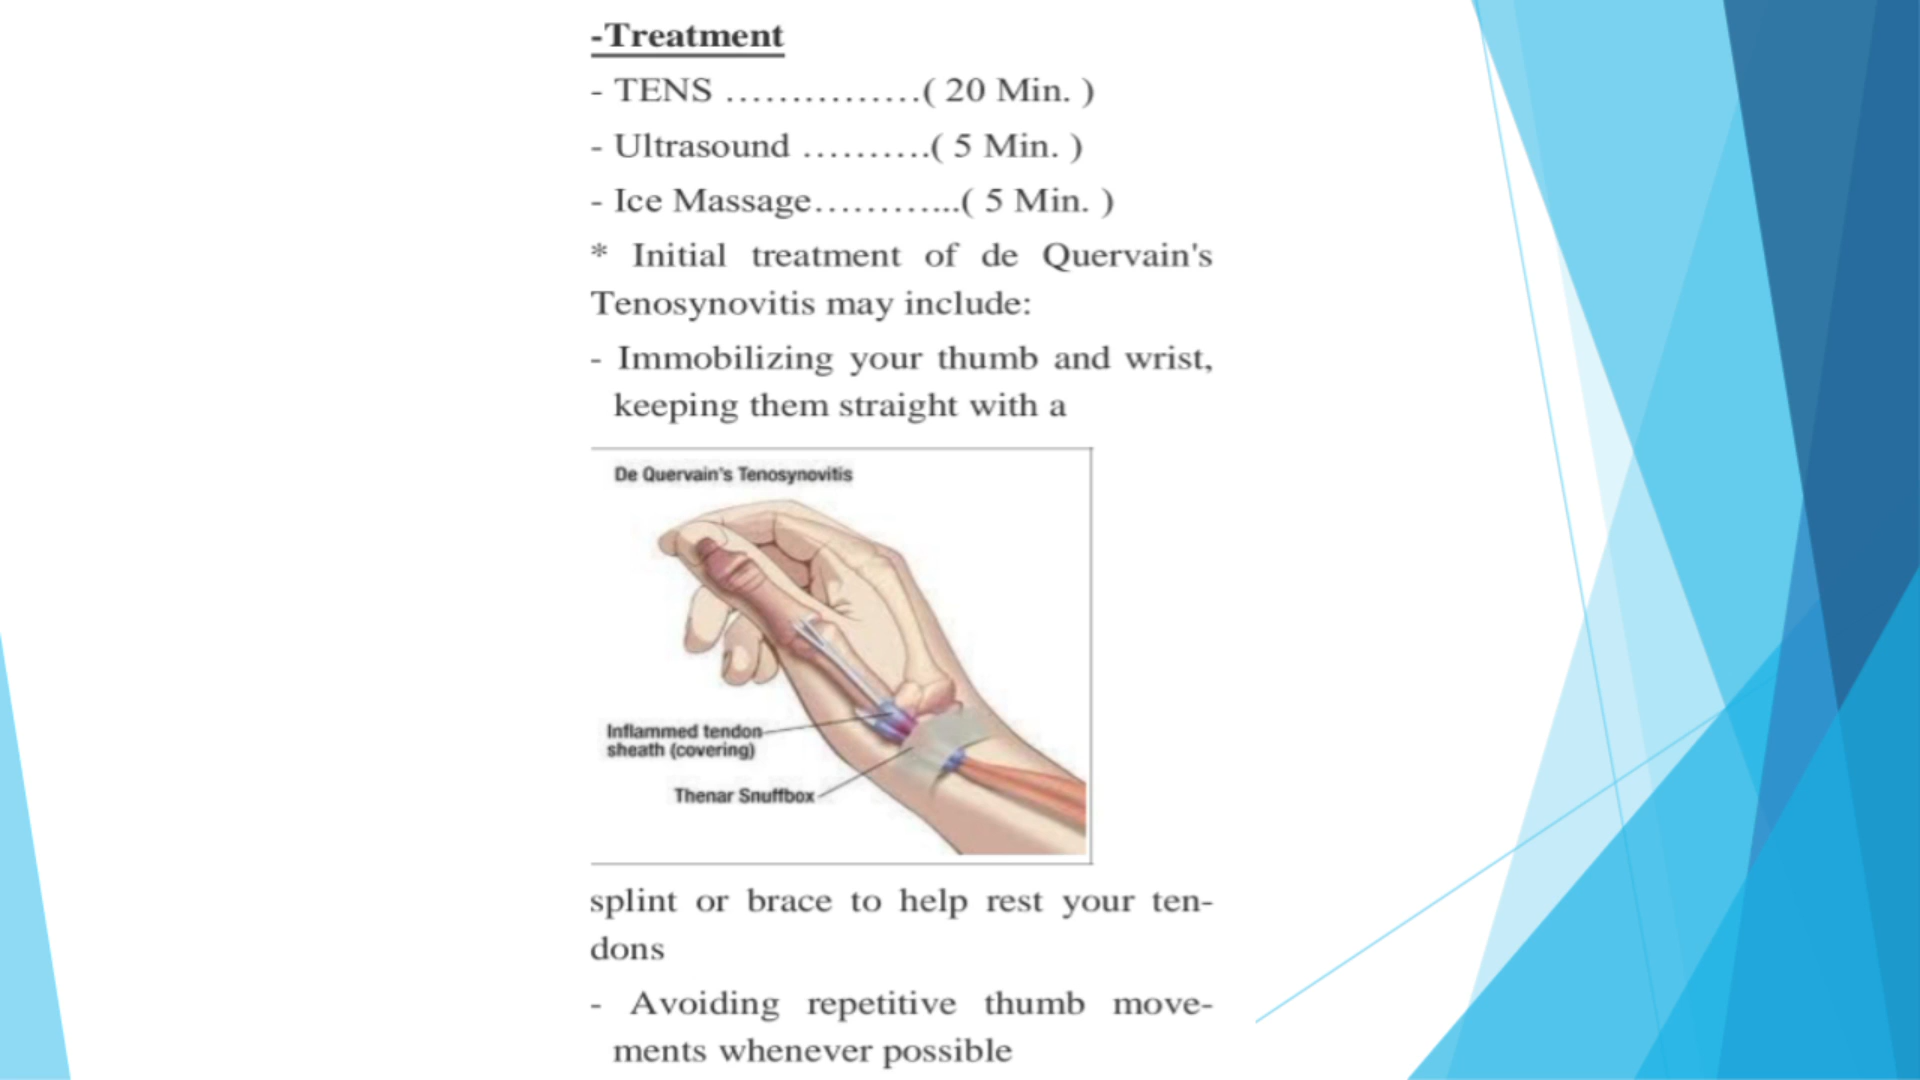 -Treatment
- TENS ...............( 20 Min. )
- Ultrasound ..........( 5 Min. )
- Ice Massage...........( 5 Min. )
* Initial treatment of de Quervain's
Tenosynovitis may include:
- Immobilizing your thumb and wrist,
keeping them straight with a
De Quervain's Tenosynovitis
Inflammed tendon
sheath (covering)
Thenar Snuffbox
splint or brace to help rest your ten-
dons
- Avoiding repetitive thumb move-
ments whenever possible